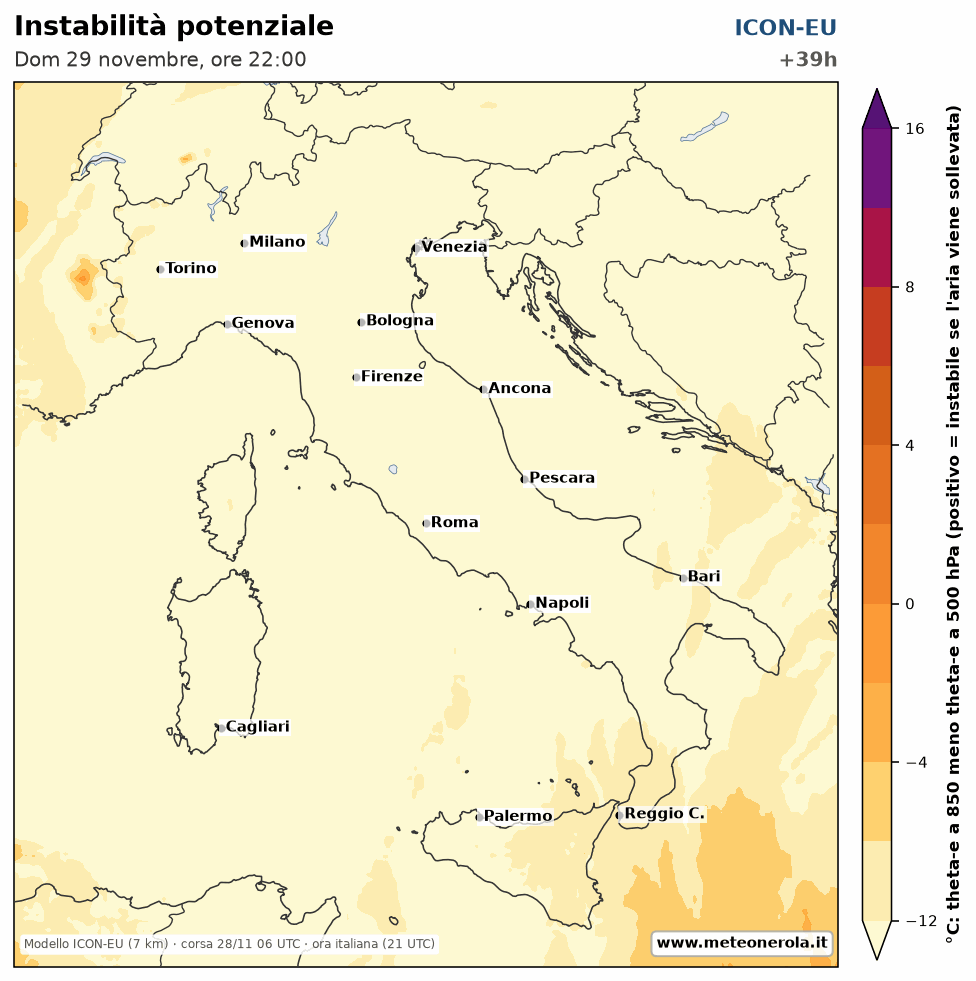 Instabilità potenziale
ICON-EU
Dom 29 novembre, ore 22:00
+39h
Milano
Venezia
Torino
Genova
Bologna
Firenze
Ancona
Pescara
Roma
Bari
Napoli
Cagliari
Palermo
Reggio C.
16
8
4
0
−4
−12
°C: theta-e a 850 meno theta-e a 500 hPa (positivo = instabile se l'aria viene sollevata)
Modello ICON-EU (7 km) · corsa 28/11 06 UTC · ora italiana (21 UTC)
www.meteonerola.it